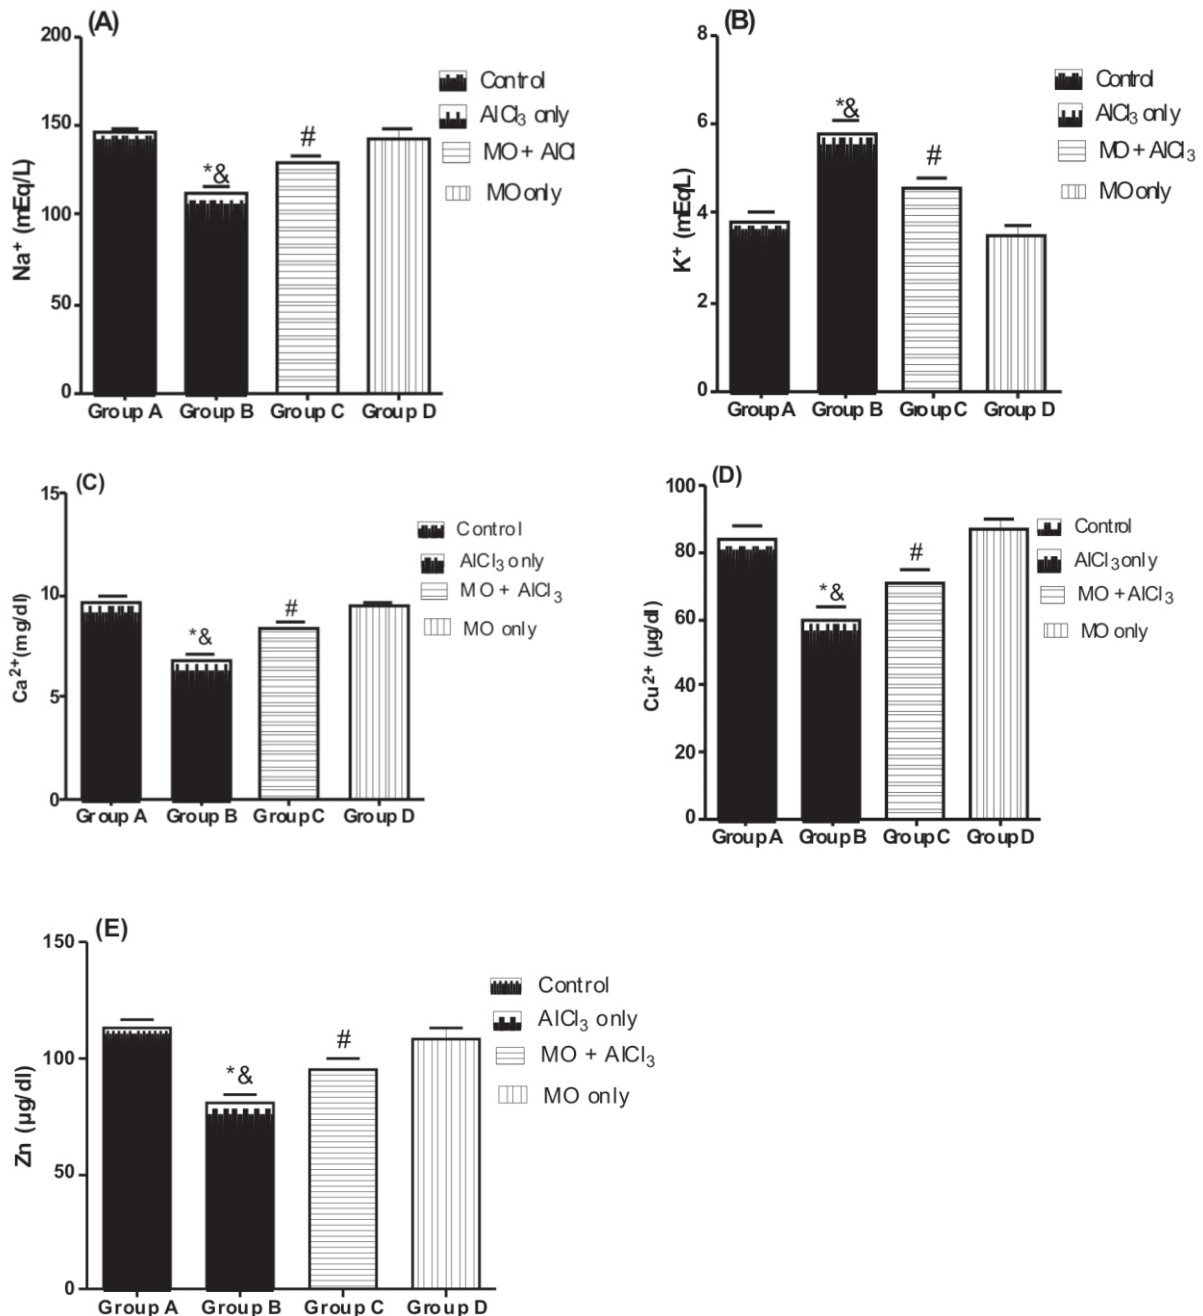 (A)
200
150
100
50
0
Na⁺ (mEq/L)
*&
#
Group A Group B Group C Group D
Control
AlCl₃ only
MO + AlCl
MO only
(B)
8
6
4
2
0
K⁺ (mEq/L)
*&
#
Group A Group B Group C Group D
Control
AlCl₃ only
MO + AlCl₃
MO only
(C)
15
10
5
0
Ca²⁺(mg/dl)
*&
#
Group A Group B Group C Group D
Control
AlCl₃ only
MO + AlCl₃
MO only
(D)
100
80
60
40
20
0
Cu²⁺ (µg/dl)
*&
#
Group A Group B Group C Group D
Control
AlCl₃ only
MO + AlCl₃
MO only
(E)
150
100
50
0
Zn (µg/dl)
*&
#
Group A Group B Group C Group D
Control
AlCl₃ only
MO + AlCl₃
MO only